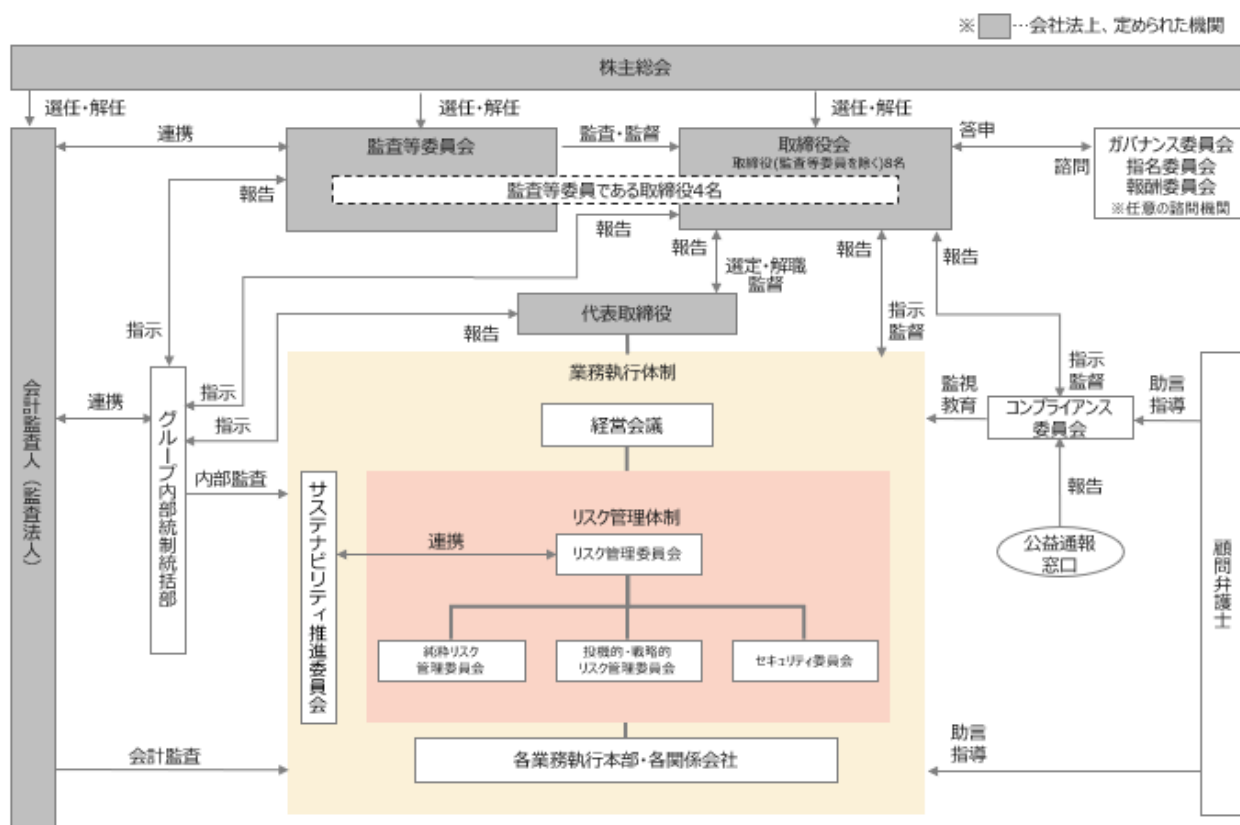 ※ …会社法上、定められた機関
株主総会
選任・解任
選任・解任
選任・解任
連携
監査等委員会
監査・監督
取締役会
取締役(監査等委員を除く)8名
答申
諮問
ガバナンス委員会
指名委員会
報酬委員会
※任意の諮問機関
監査等委員である取締役4名
報告
報告
報告
選定・解職
監督
報告
報告
指示
代表取締役
報告
指示
監督
指示
監督
業務執行体制
会計監査人（監査法人）
連携
グループ内部統制統括部
指示
指示
経営会議
監視
教育
コンプライアンス
委員会
助言
指導
内部監査
サステナビリティ推進委員会
リスク管理体制
連携
リスク管理委員会
報告
公益通報
窓口
顧問弁護士
純粋リスク
管理委員会
投機的・戦略的
リスク管理委員会
セキュリティ委員会
会計監査
各業務執行本部・各関係会社
助言
指導